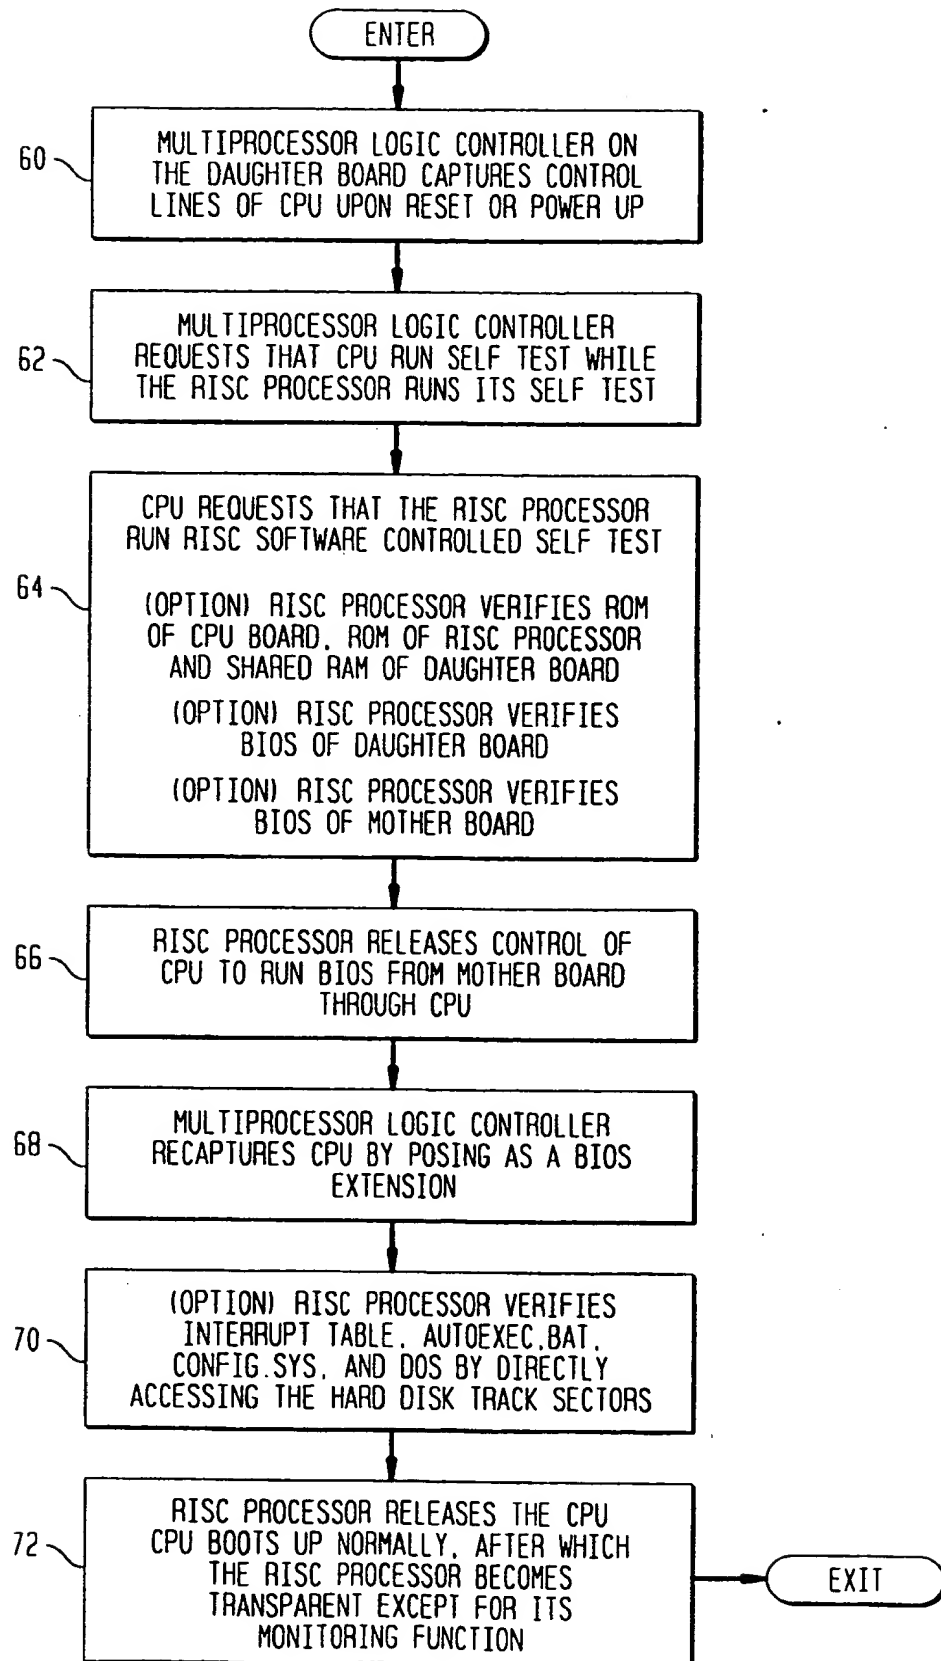 ENTER
60
MULTIPROCESSOR LOGIC CONTROLLER ON
THE DAUGHTER BOARD CAPTURES CONTROL
LINES OF CPU UPON RESET OR POWER UP
62
MULTIPROCESSOR LOGIC CONTROLLER
REQUESTS THAT CPU RUN SELF TEST WHILE
THE RISC PROCESSOR RUNS ITS SELF TEST
64
CPU REQUESTS THAT THE RISC PROCESSOR
RUN RISC SOFTWARE CONTROLLED SELF TEST
(OPTION) RISC PROCESSOR VERIFIES ROM
OF CPU BOARD, ROM OF RISC PROCESSOR
AND SHARED RAM OF DAUGHTER BOARD
(OPTION) RISC PROCESSOR VERIFIES
BIOS OF DAUGHTER BOARD
(OPTION) RISC PROCESSOR VERIFIES
BIOS OF MOTHER BOARD
66
RISC PROCESSOR RELEASES CONTROL OF
CPU TO RUN BIOS FROM MOTHER BOARD
THROUGH CPU
68
MULTIPROCESSOR LOGIC CONTROLLER
RECAPTURES CPU BY POSING AS A BIOS
EXTENSION
70
(OPTION) RISC PROCESSOR VERIFIES
INTERRUPT TABLE, AUTOEXEC.BAT,
CONFIG.SYS, AND DOS BY DIRECTLY
ACCESSING THE HARD DISK TRACK SECTORS
72
RISC PROCESSOR RELEASES THE CPU
CPU BOOTS UP NORMALLY, AFTER WHICH
THE RISC PROCESSOR BECOMES
TRANSPARENT EXCEPT FOR ITS
MONITORING FUNCTION
EXIT